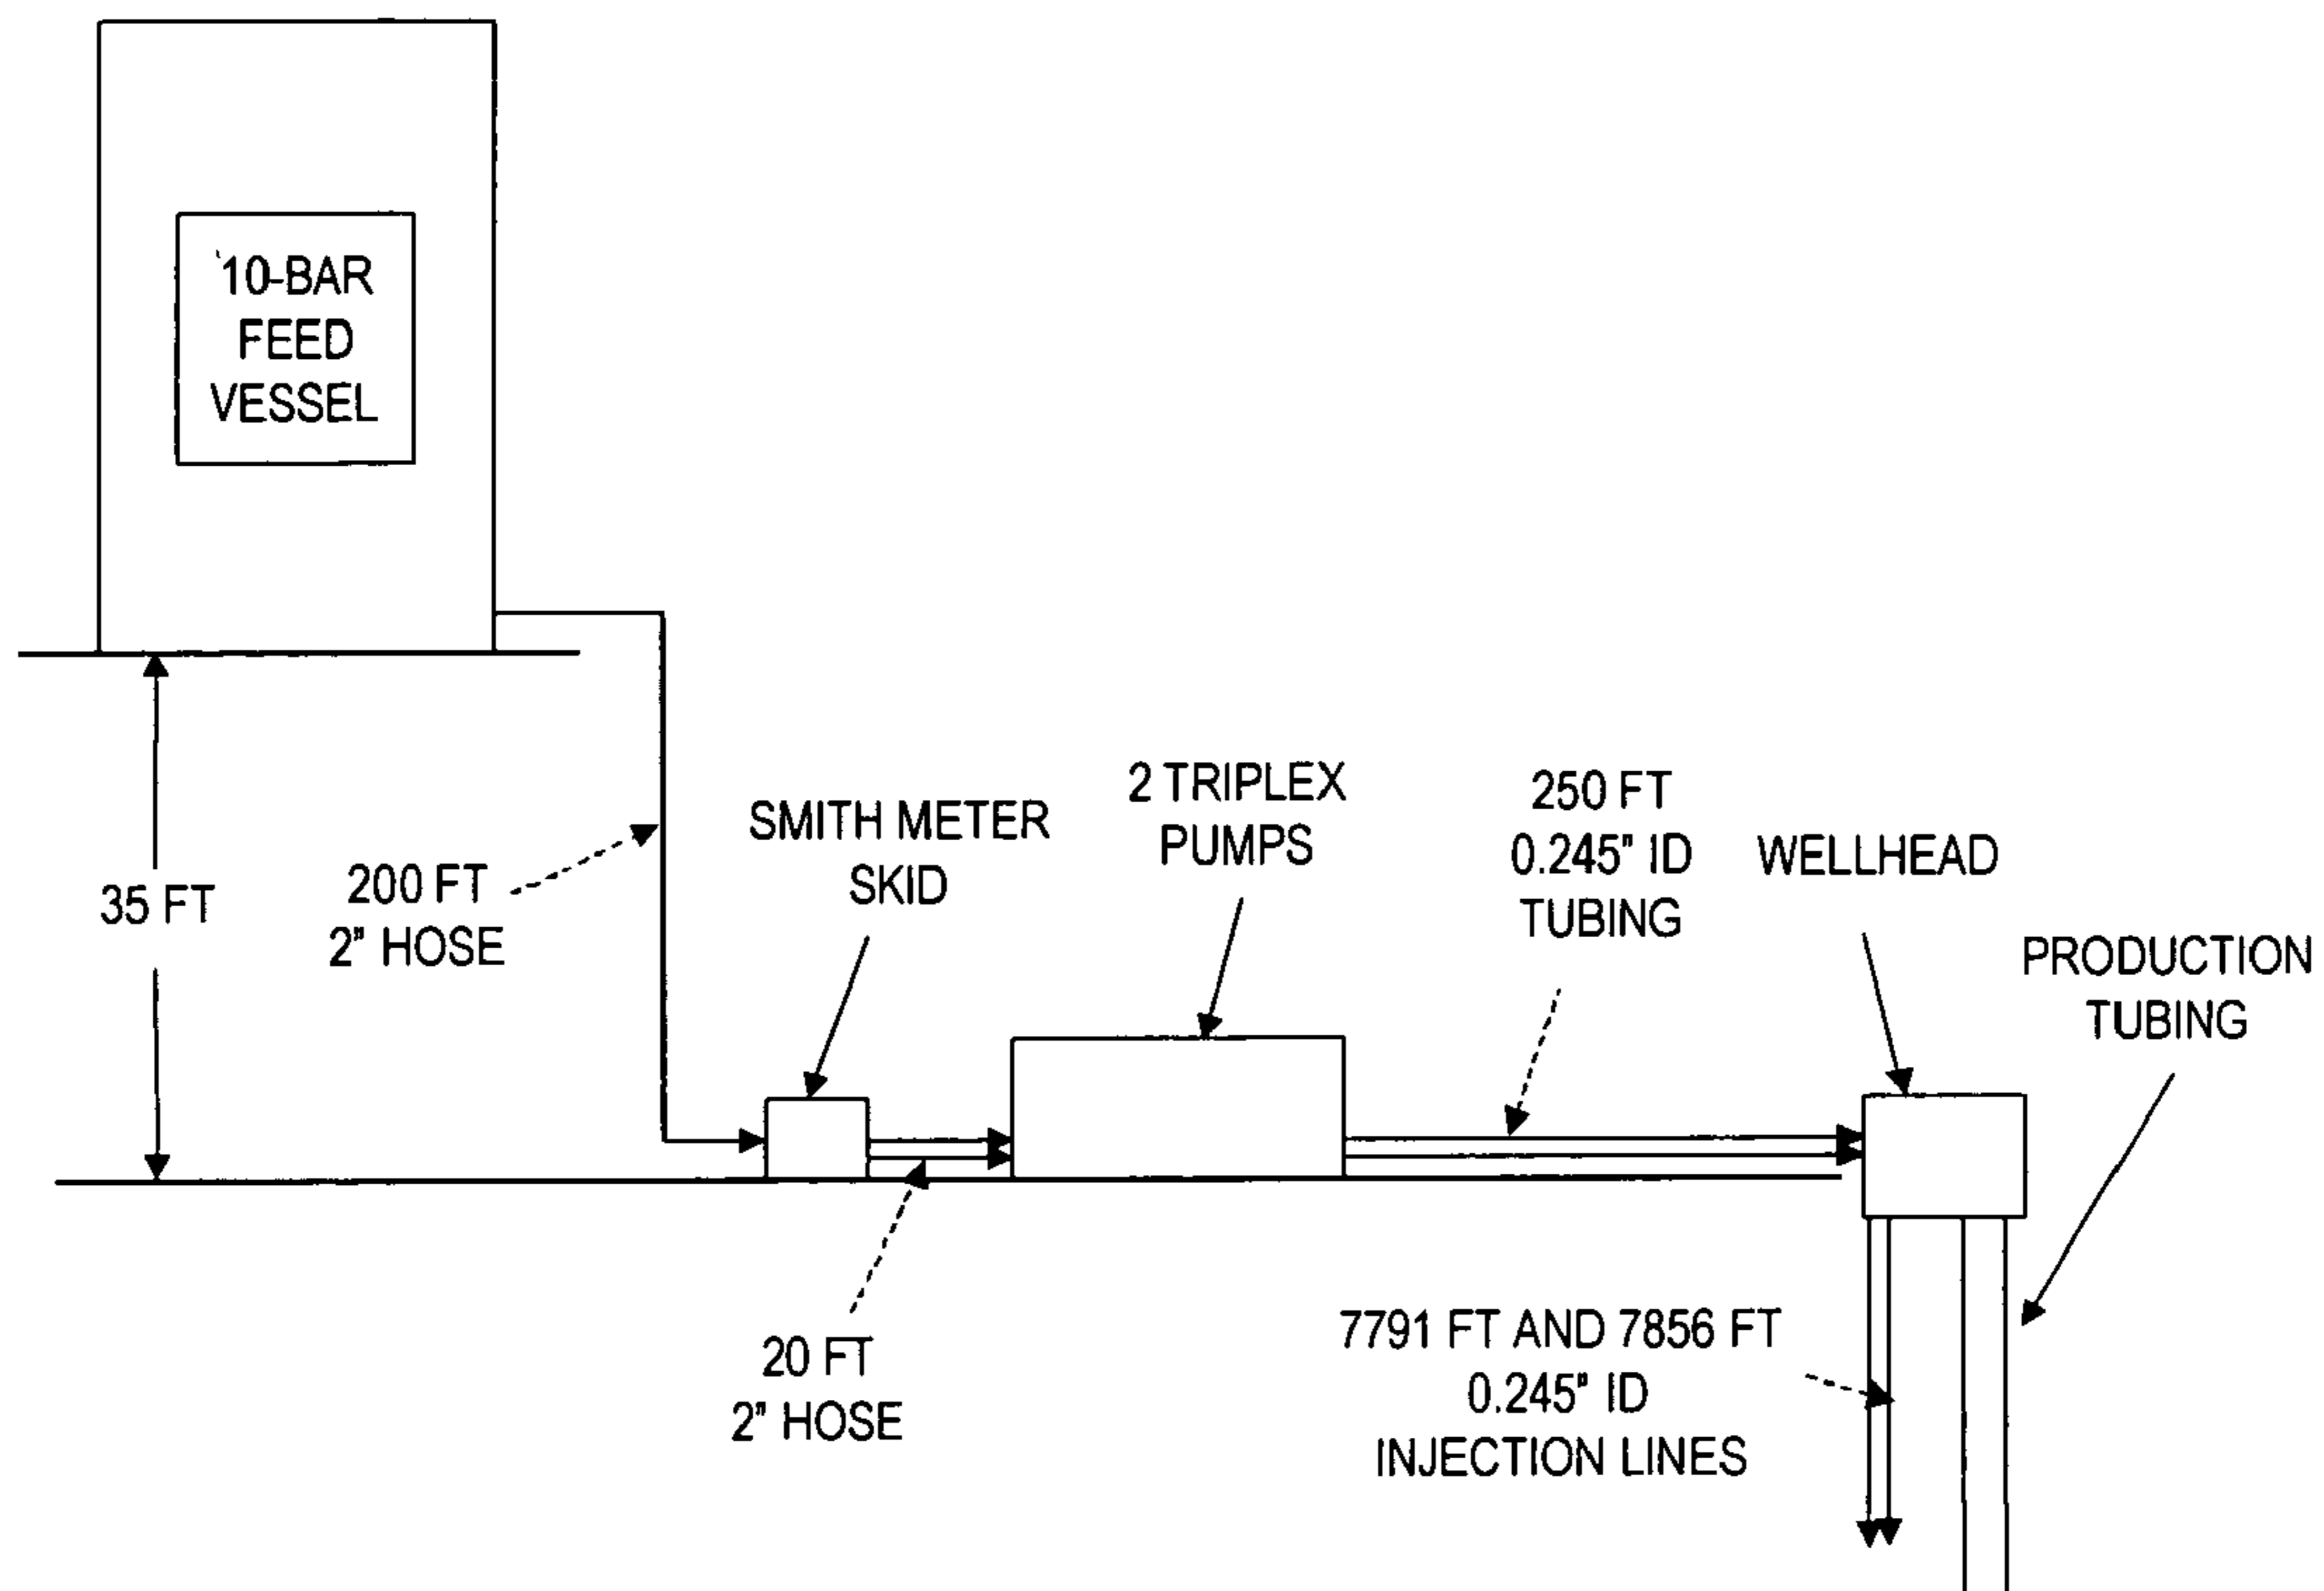 10-BAR
FEED
VESSEL
35 FT
200 FT
2" HOSE
SMITH METER
SKID
2 TRIPLEX
PUMPS
250 FT
0.245" ID
TUBING
WELLHEAD
PRODUCTION
TUBING
20 FT
2" HOSE
7791 FT AND 7856 FT
0.245" ID
INJECTION LINES